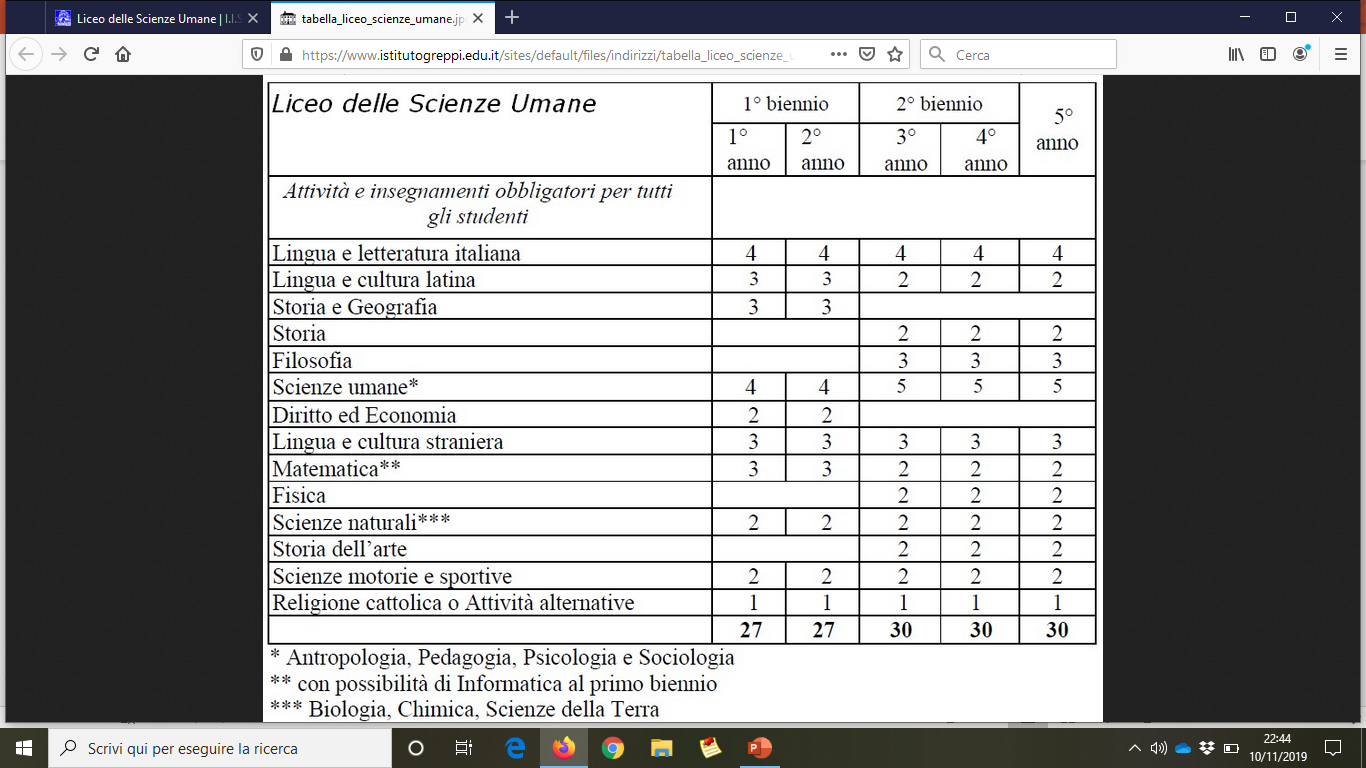 Liceo delle Scienze Umane | I.I.S
tabella_liceo_scienze_umane.jp
https://www.istitutogreppi.edu.it/sites/default/files/indirizzi/tabella_liceo_scienze_u
Cerca
Liceo delle Scienze Umane 1° biennio 2° biennio 5° anno
1° anno 2° anno 3° anno 4° anno
Attività e insegnamenti obbligatori per tutti
gli studenti
Lingua e letteratura italiana 4 4 4 4 4
Lingua e cultura latina 3 3 2 2 2
Storia e Geografia 3 3
Storia 2 2 2
Filosofia 3 3 3
Scienze umane* 4 4 5 5 5
Diritto ed Economia 2 2
Lingua e cultura straniera 3 3 3 3 3
Matematica** 3 3 2 2 2
Fisica 2 2 2
Scienze naturali*** 2 2 2 2 2
Storia dell'arte 2 2 2
Scienze motorie e sportive 2 2 2 2 2
Religione cattolica o Attività alternative 1 1 1 1 1
27 27 30 30 30
* Antropologia, Pedagogia, Psicologia e Sociologia
** con possibilità di Informatica al primo biennio
*** Biologia, Chimica, Scienze della Terra
Scrivi qui per eseguire la ricerca
22:44
10/11/2019